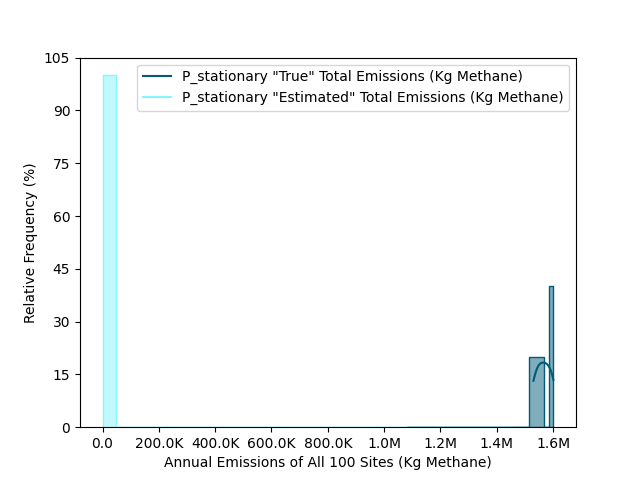 105
90
75
60
45
30
15
0
Relative Frequency (%)
P_stationary "True" Total Emissions (Kg Methane)
P_stationary "Estimated" Total Emissions (Kg Methane)
0.0 200.0K 400.0K 600.0K 800.0K 1.0M 1.2M 1.4M 1.6M
Annual Emissions of All 100 Sites (Kg Methane)